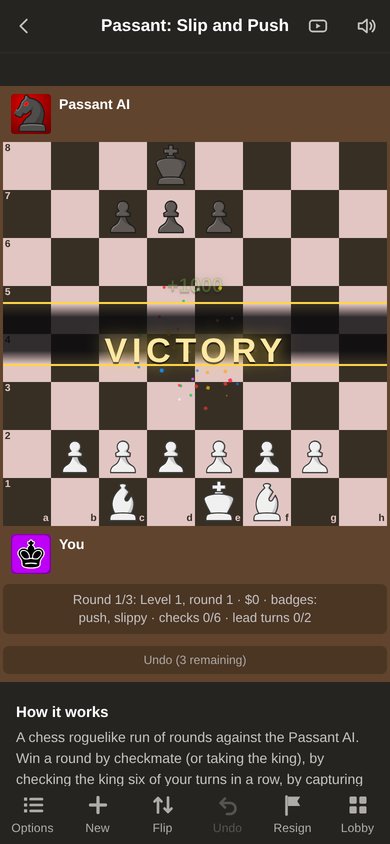 Passant: Slip and Push
Passant AI
8
7
6
5
+1000
4
VICTORY
3
2
1
a b c d e f g h
You
Round 1/3: Level 1, round 1 · $0 · badges:
push, slippy · checks 0/6 · lead turns 0/2
Undo (3 remaining)
How it works
A chess roguelike run of rounds against the Passant AI.
Win a round by checkmate (or taking the king), by
checking the king six of your turns in a row, by capturing
Options New Flip Undo Resign Lobby